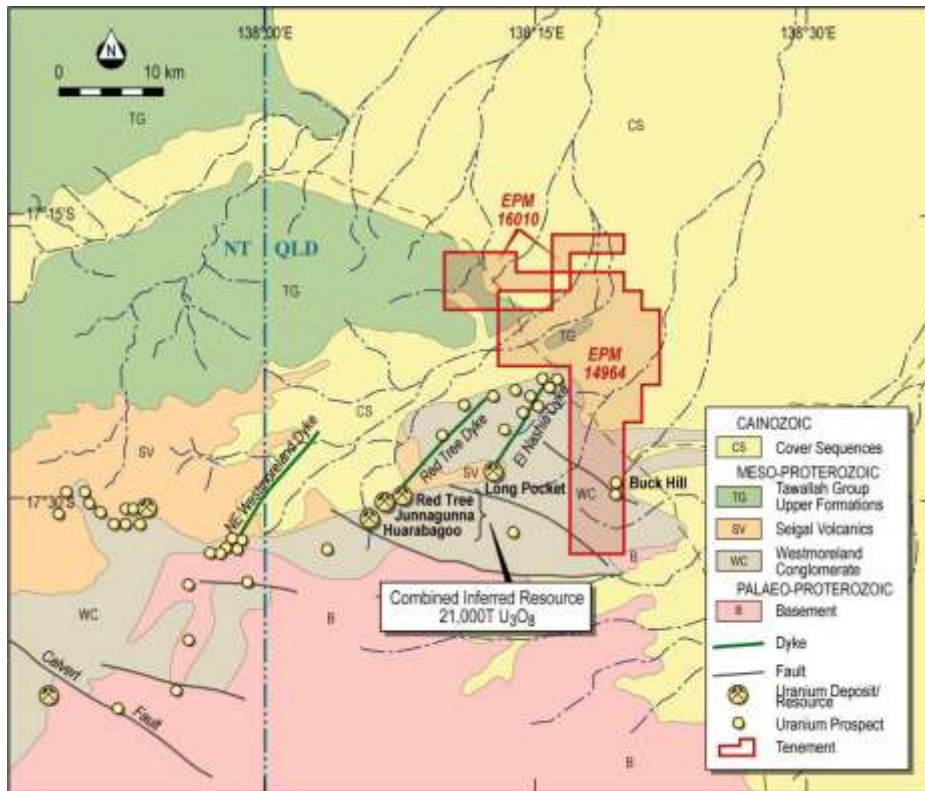 138°00'E
138°15'E
138°30'E
N
0 10 km
TG
CS
17°15'S
EPM
16010
NT QLD
TG
TG
EPM
14964
CS
SV
NE Westmoreland Dyke
Red Tree Dyke
El Nashfa Dyke
SV
Long Pocket
WC
Buck Hill
17°30'S
Red Tree
Junnagunna
Huarabagoo
B
Combined Inferred Resource
21,000T U3O8
WC
B
Calvert
Fault
B
B
CAINOZOIC
CS Cover Sequences
MESO-PROTEROZOIC
TG Tawallah Group
Upper Formations
SV Seigal Volcanics
WC Westmoreland
Conglomerate
PALAEO-PROTEROZOIC
B Basement
Dyke
Fault
Uranium Deposit/
Resource
Uranium Prospect
Tenement